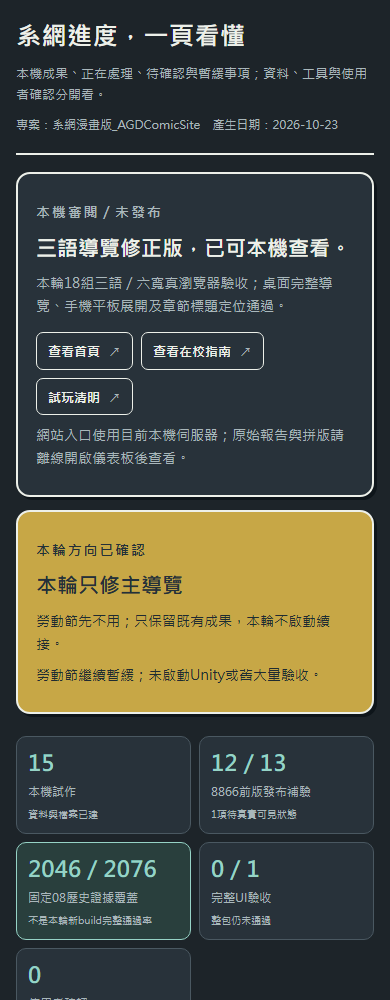 系網進度，一頁看懂
本機成果、正在處理、待確認與暫緩事項；資料、工具與使用
者確認分開看。
專案：系網漫畫版_AGDComicSite 產生日期：2026-10-23
本機審閱 / 未發布
三語導覽修正版，已可本機查看。
本輪18組三語 / 六寬真瀏覽器驗收；桌面完整導
覽、手機平板展開及章節標題定位通過。
查看首頁 ↗ 查看在校指南 ↗
試玩清明 ↗
網站入口使用目前本機伺服器；原始報告與拼版請
離線開啟儀表板後查看。
本輪方向已確認
本輪只修主導覽
勞動節先不用；只保留既有成果，本輪不啟動續
接。
勞動節繼續暫緩；未啟動Unity或舊大量驗收。
15
本機試作
資料與檔案已建
12 / 13
8866前版發布補驗
1項待真實可見狀態
2046 / 2076
固定08歷史證據覆蓋
不是本輪新build完整通過率
0 / 1
完整UI驗收
整包仍未通過
0